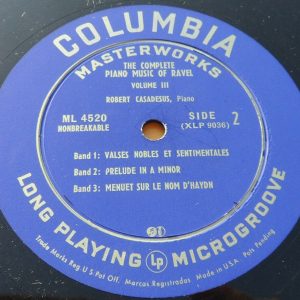 COLUMBIA
MASTERWORKS
THE COMPLETE
PIANO MUSIC OF RAVEL
VOLUME III
ROBERT CASADESUS, Piano
ML 4520
NONBREAKABLE
SIDE 2
(XLP 9036)
Band 1: VALSES NOBLES ET SENTIMENTALES
Band 2: PRELUDE IN A MINOR
Band 3: MENUET SUR LE NOM D'HAYDN
LONG PLAYING LP MICROGROOVE
Trade Marks Reg U S Pat Off. Marcas Registradas Made in U.S.A. Pats Pending